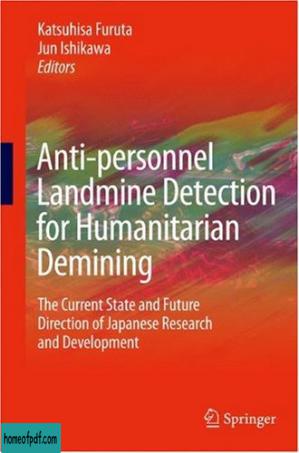 Katsuhisa Furuta
Jun Ishikawa
Editors
Anti-personnel
Landmine Detection
for Humanitarian
Demining
The Current State and Future
Direction of Japanese Research
and Development
Springer
homeofpdf.com